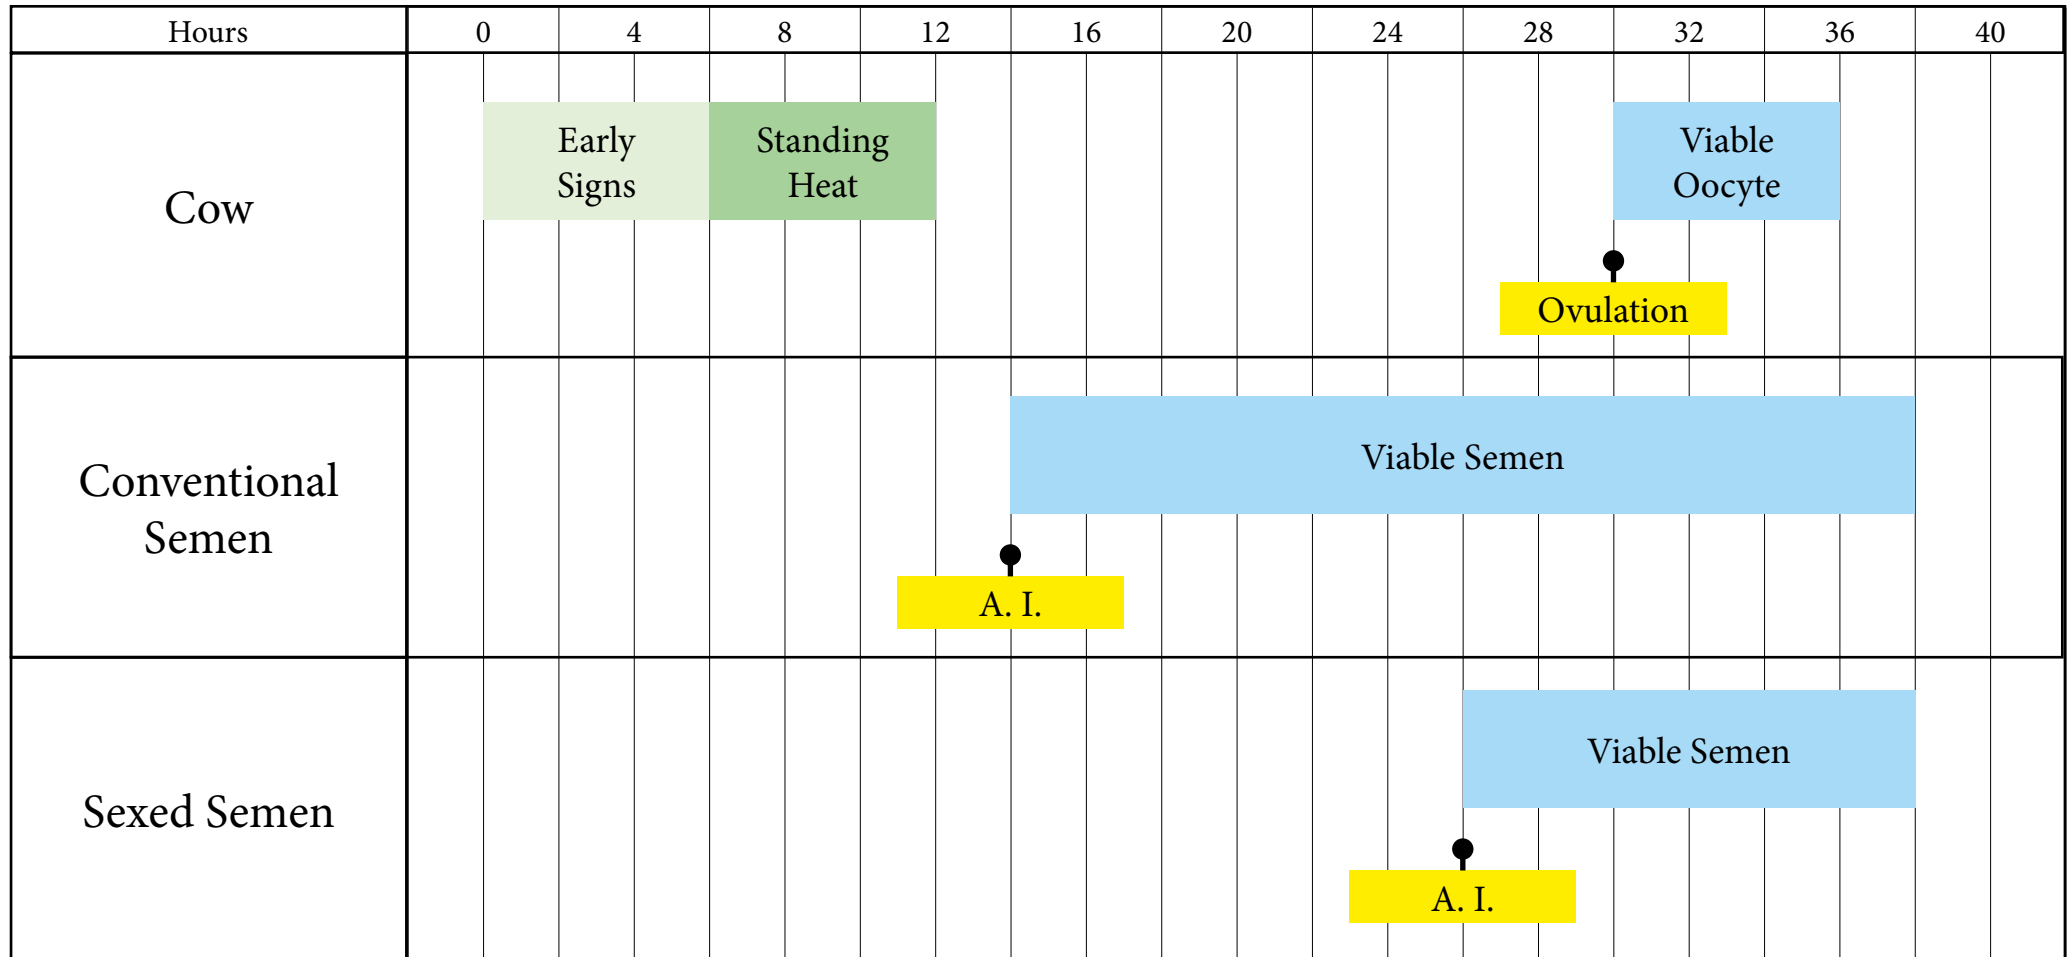 Hours 0 4 8 12 16 20 24 28 32 36 40
Cow
Early
Signs
Standing
Heat
Viable
Oocyte
Ovulation
Conventional
Semen
Viable Semen
A. I.
Sexed Semen
Viable Semen
A. I.